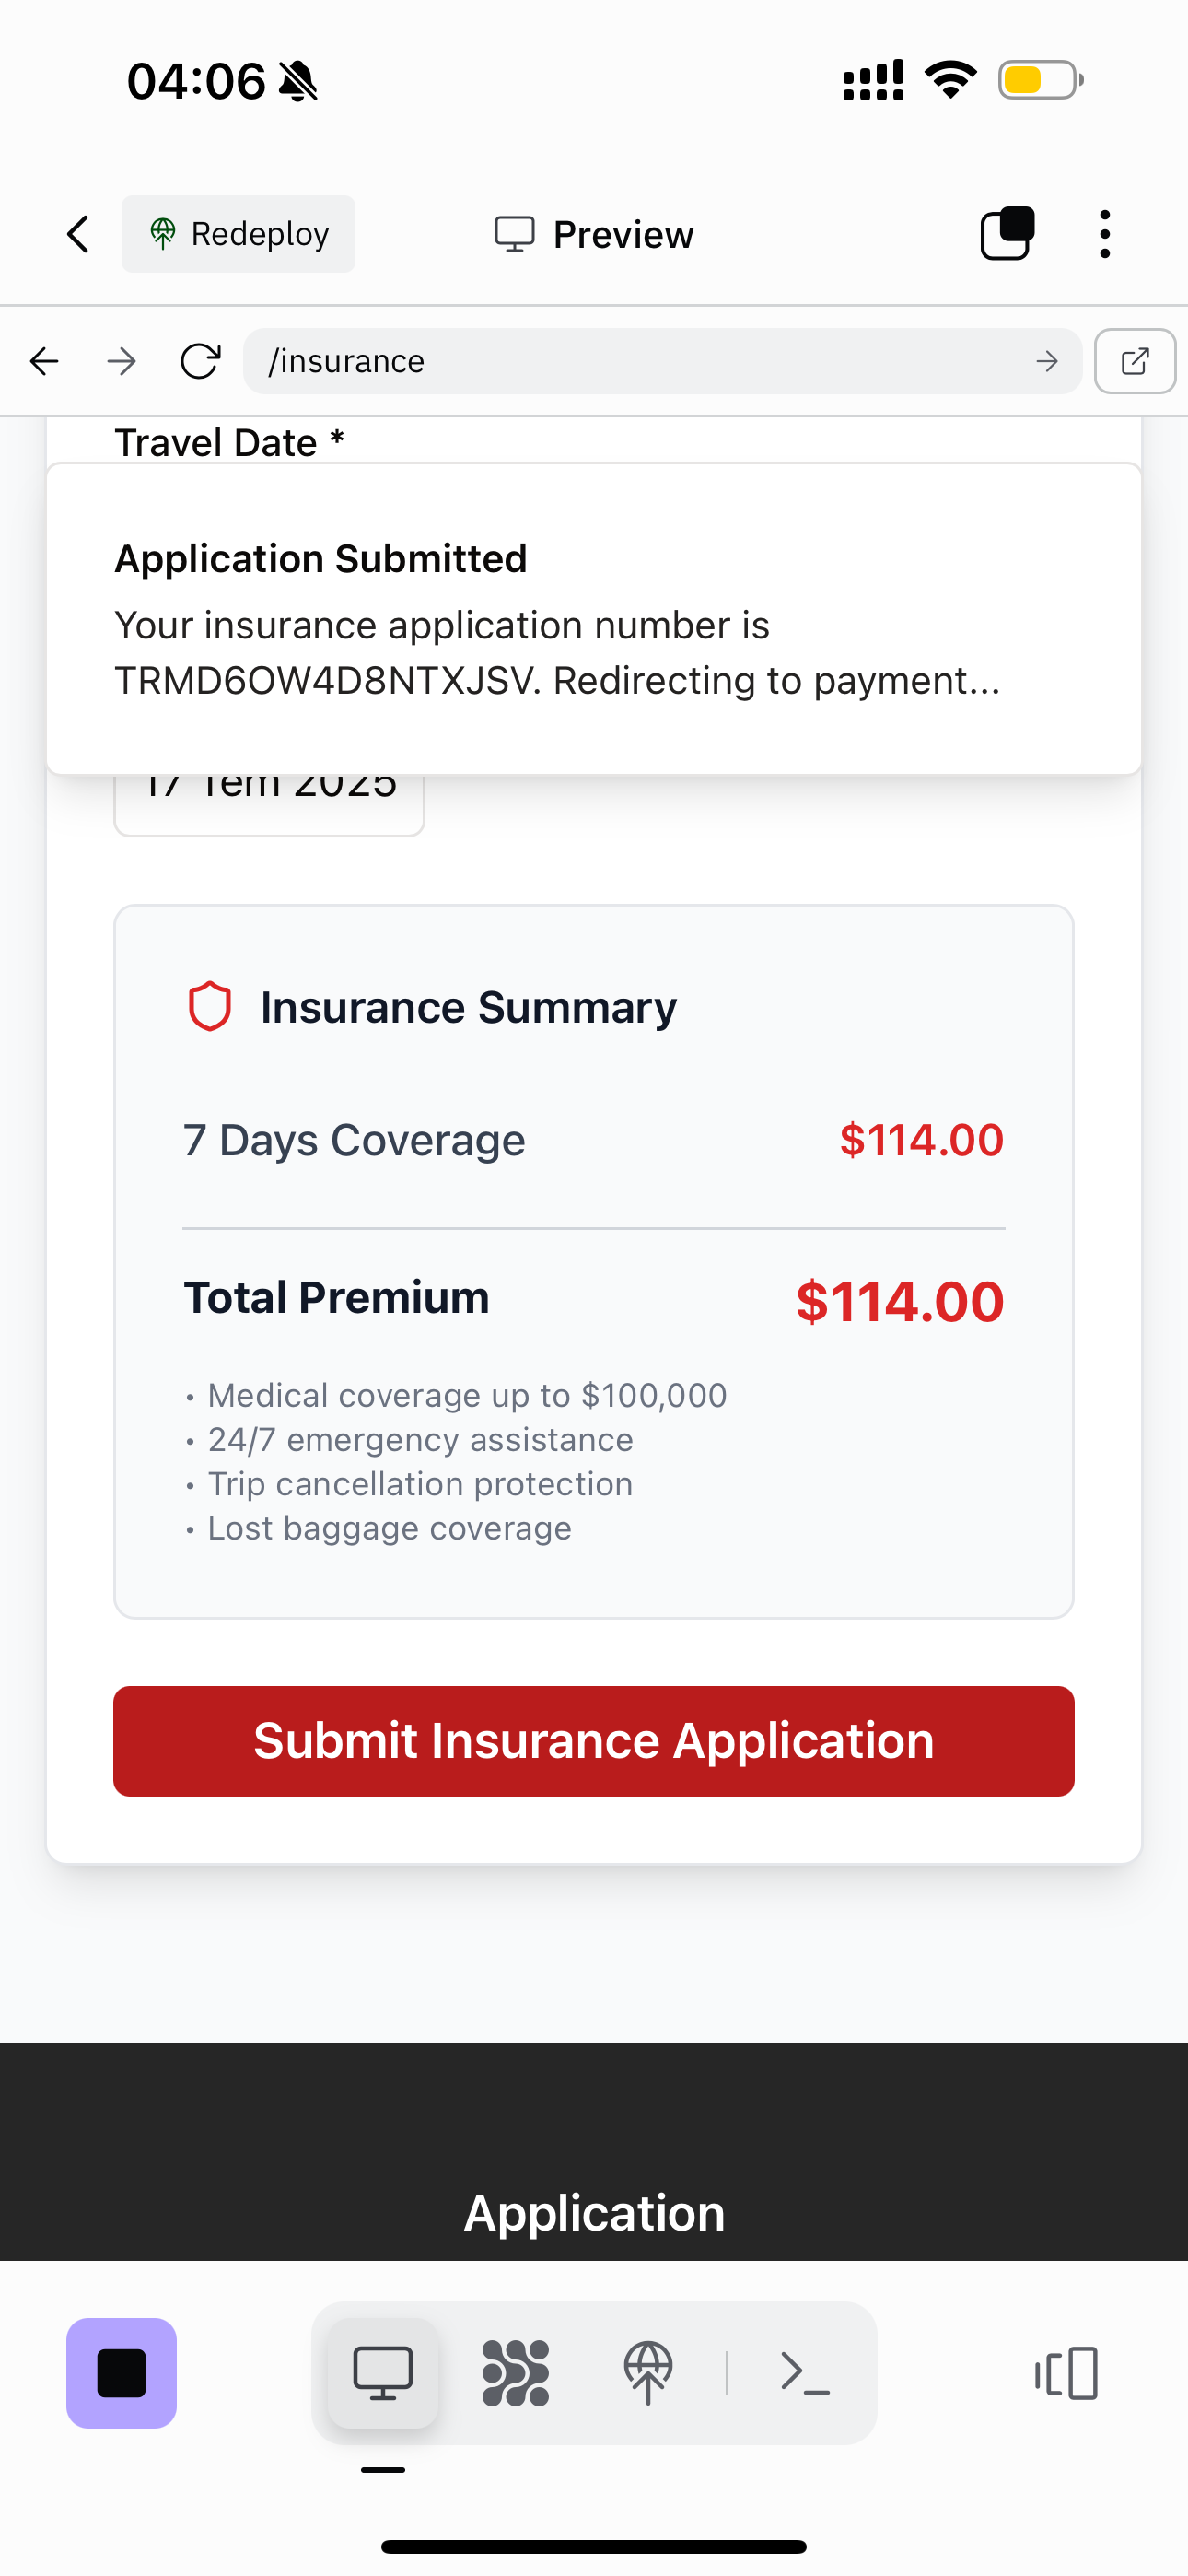 04:06
Redeploy
Preview
/insurance
Travel Date *
Application Submitted
Your insurance application number is
TRMD6OW4D8NTXJSV. Redirecting to payment...
17 Tem 2025
Insurance Summary
7 Days Coverage
$114.00
Total Premium
$114.00
• Medical coverage up to $100,000
• 24/7 emergency assistance
• Trip cancellation protection
• Lost baggage coverage
Submit Insurance Application
Application